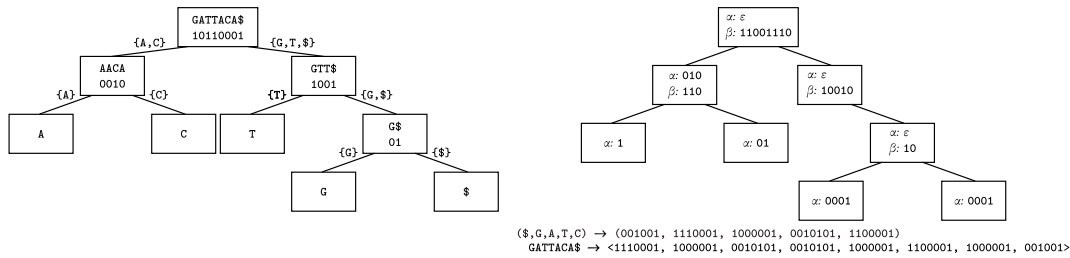 GATTACA$
10110001
{A,C}
{G,T,$}
AACA
0010
GTT$
1001
{A}
{C}
{T}
{G,$}
A
C
T
G$
01
{G}
{$}
G
$
α: ε
β: 11001110
α: 010
β: 110
α: ε
β: 10010
α: 1
α: 01
α: ε
β: 10
α: 0001
α: 0001
($,G,A,T,C) → (001001, 1110001, 1000001, 0010101, 1100001)
GATTACA$ → <1110001, 1000001, 0010101, 0010101, 1000001, 1100001, 1000001, 001001>